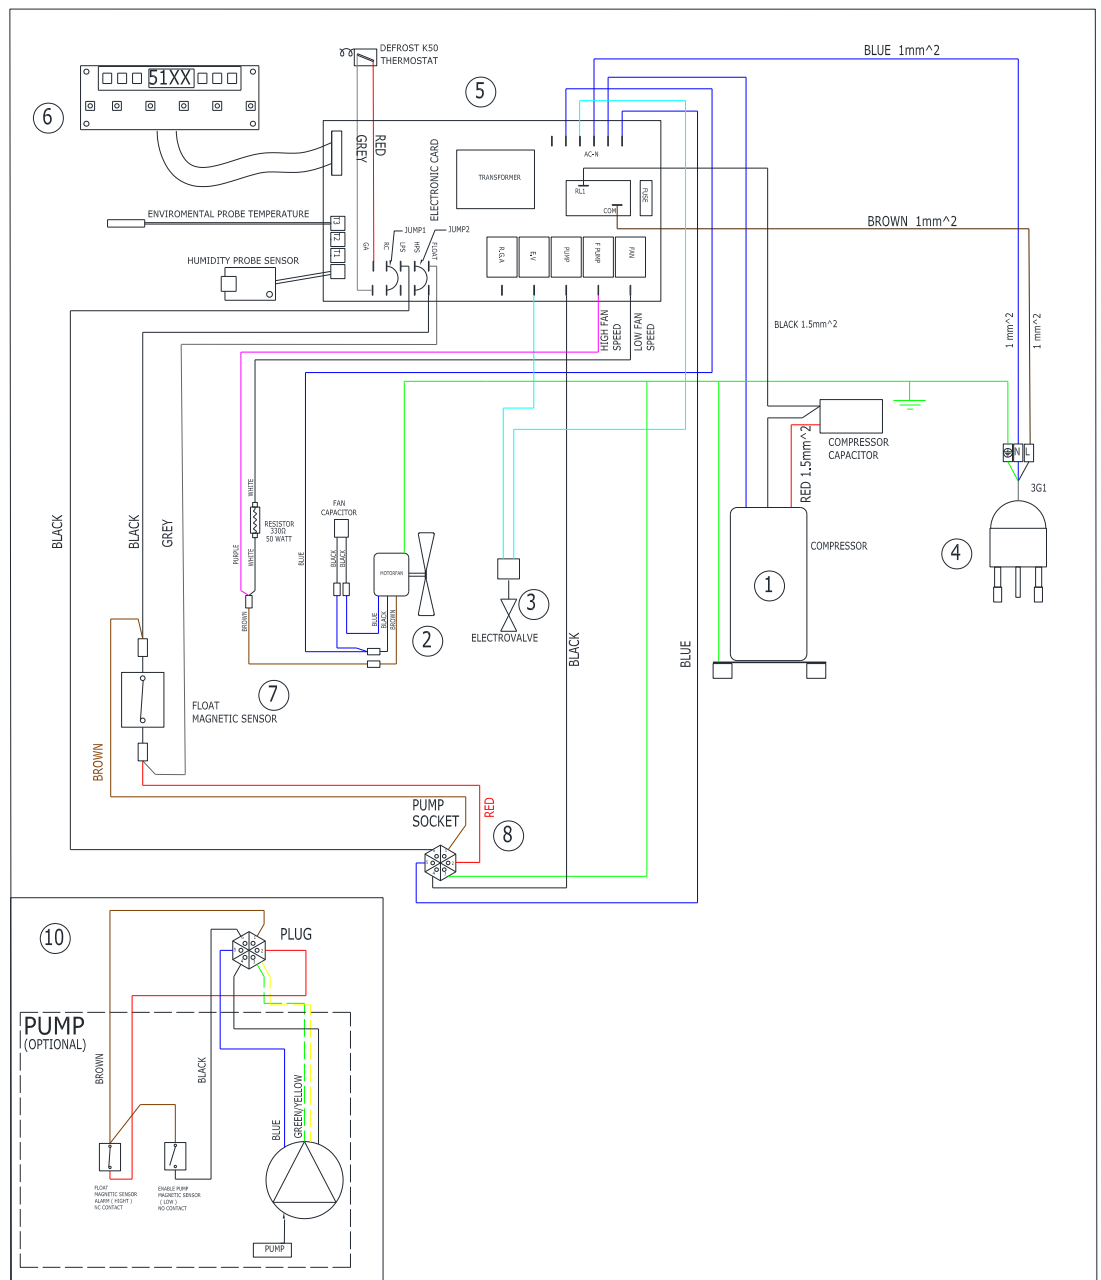 DEFROST K50
THERMOSTAT
BLUE 1mm^2
51XX
5
6
RED
GREY
ELECTRONIC CARD
AC-N
TRANSFORMER
RL1
COM
FUSE
BROWN 1mm^2
ENVIROMENTAL PROBE TEMPERATURE
T3
T2
T1
HUMIDITY PROBE SENSOR
JUMP1
JUMP2
GA
RC
LPS
HPS
FLOAT
R.G.A
E.V
PUMP
F PUMP
FAN
HIGH FAN
SPEED
LOW FAN
SPEED
BLACK 1.5mm^2
1 mm^2
1 mm^2
COMPRESSOR
CAPACITOR
RED 1.5mm^2
N
L
3G1
4
COMPRESSOR
1
BLACK
BLACK
GREY
WHITE
RESISTOR
330Ω
50 WATT
WHITE
PURPLE
BROWN
BLUE
FAN
CAPACITOR
BLACK
BLACK
MOTORFAN
BLUE
BLACK
BROWN
2
3
ELECTROVALVE
BLACK
BLUE
7
FLOAT
MAGNETIC SENSOR
BROWN
PUMP
SOCKET
RED
8
10
PLUG
PUMP
(OPTIONAL)
BROWN
BLACK
BLUE
GREEN/YELLOW
FLOAT
MAGNETIC SENSOR
ALARM ( HIGHT )
NC CONTACT
ENABLE PUMP
MAGNETIC SENSOR
( LOW )
NO CONTACT
PUMP